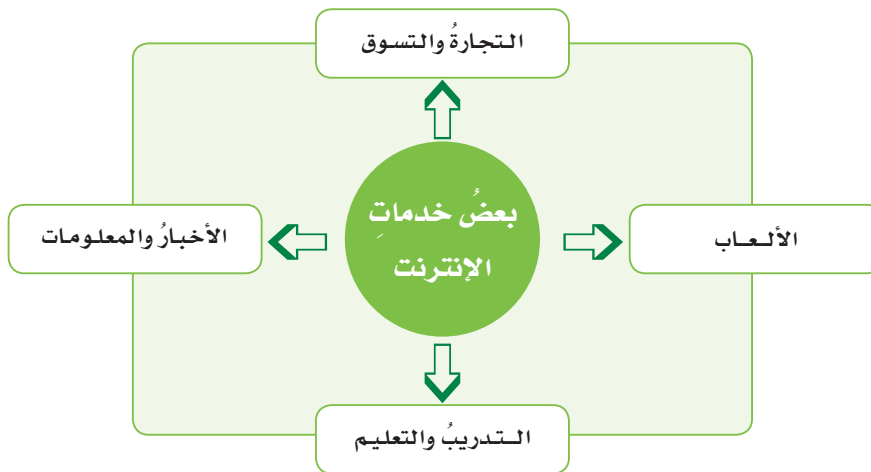 التجارةُ والتسوق
بعضُ خدماتِ
الإنترنت
الألعاب
الأخبارُ والمعلومات
التدريبُ والتعليم